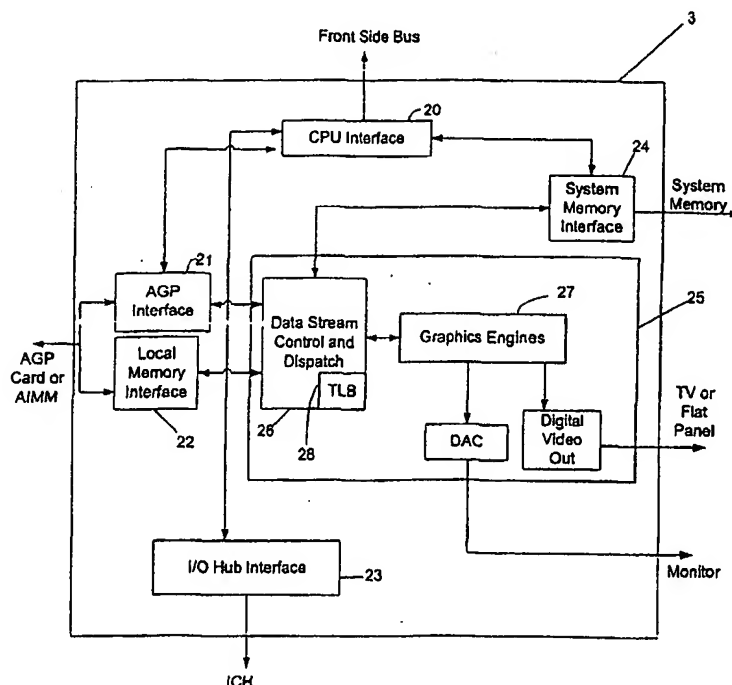 3
Front Side Bus
20
CPU Interface
24
System
Memory
Interface
System
Memory
21
AGP
Interface
27
25
Data Stream
Control and
Dispatch
Graphics Engines
AGP
Card or
AIMM
Local
Memory
Interface
TLB
TV or
Flat
Panel
22
26
28
DAC
Digital
Video
Out
I/O Hub Interface
23
Monitor
ICH